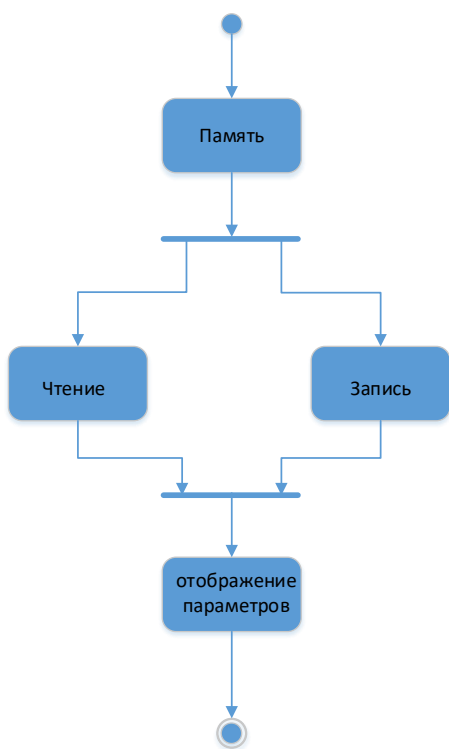 Память
Чтение
Запись
отображение
параметров